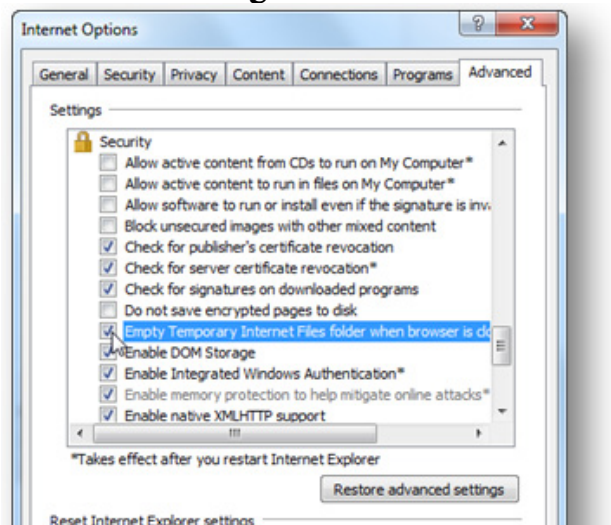 Internet Options
?
X
General Security Privacy Content Connections Programs Advanced
Settings
Security
Allow active content from CDs to run on My Computer*
Allow active content to run in files on My Computer*
Allow software to run or install even if the signature is inv
Block unsecured images with other mixed content
Check for publisher's certificate revocation
Check for server certificate revocation*
Check for signatures on downloaded programs
Do not save encrypted pages to disk
Empty Temporary Internet Files folder when browser is clo
Enable DOM Storage
Enable Integrated Windows Authentication*
Enable memory protection to help mitigate online attacks*
Enable native XMLHTTP support
*Takes effect after you restart Internet Explorer
Restore advanced settings
Reset Internet Explorer settings